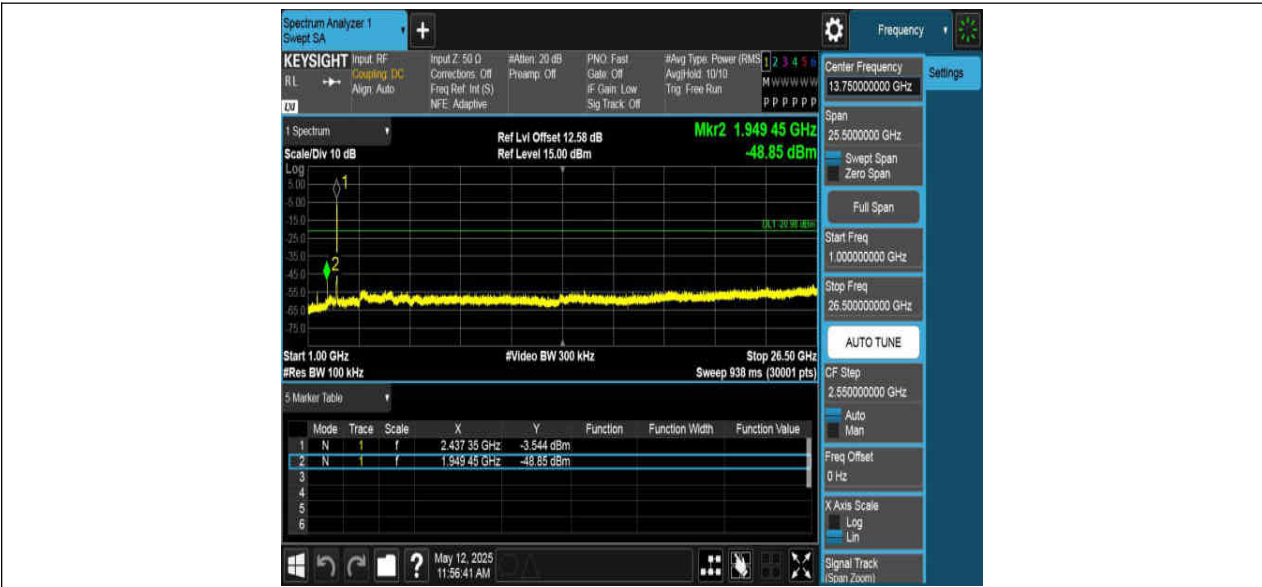 Spectrum Analyzer 1
Swept SA
+
Frequency
KEYSIGHT
RL
LXI
Input: RF
Coupling: DC
Align: Auto
Input Z: 50 Ω
Corrections: Off
Freq Ref: Int (S)
NFE: Adaptive
#Atten: 20 dB
Preamp: Off
PNO: Fast
Gate: Off
IF Gain: Low
Sig Track: Off
#Avg Type: Power (RMS
Avg|Hold: 10/10
Trig: Free Run
1 2 3 4 5 6
M W W W W W
P P P P P P
Center Frequency
13.750000000 GHz
Settings
Span
25.5000000 GHz
Swept Span
Zero Span
Full Span
Start Freq
1.000000000 GHz
Stop Freq
26.500000000 GHz
AUTO TUNE
CF Step
2.550000000 GHz
Auto
Man
Freq Offset
0 Hz
X Axis Scale
Log
Lin
Signal Track
(Span Zoom)
1 Spectrum
Scale/Div 10 dB
Ref Lvl Offset 12.58 dB
Ref Level 15.00 dBm
Mkr2 1.949 45 GHz
-48.85 dBm
Log
5.00
-5.00
-15.0
-25.0
-35.0
-45.0
-55.0
-65.0
-75.0
1
2
DL1 -20.98 dBm
Start 1.00 GHz
#Res BW 100 kHz
#Video BW 300 kHz
Stop 26.50 GHz
Sweep 938 ms (30001 pts)
5 Marker Table
Mode Trace Scale X Y Function Function Width Function Value
1 N 1 f 2.437 35 GHz -3.544 dBm
2 N 1 f 1.949 45 GHz -48.85 dBm
3
4
5
6
?
May 12, 2025
11:56:41 AM